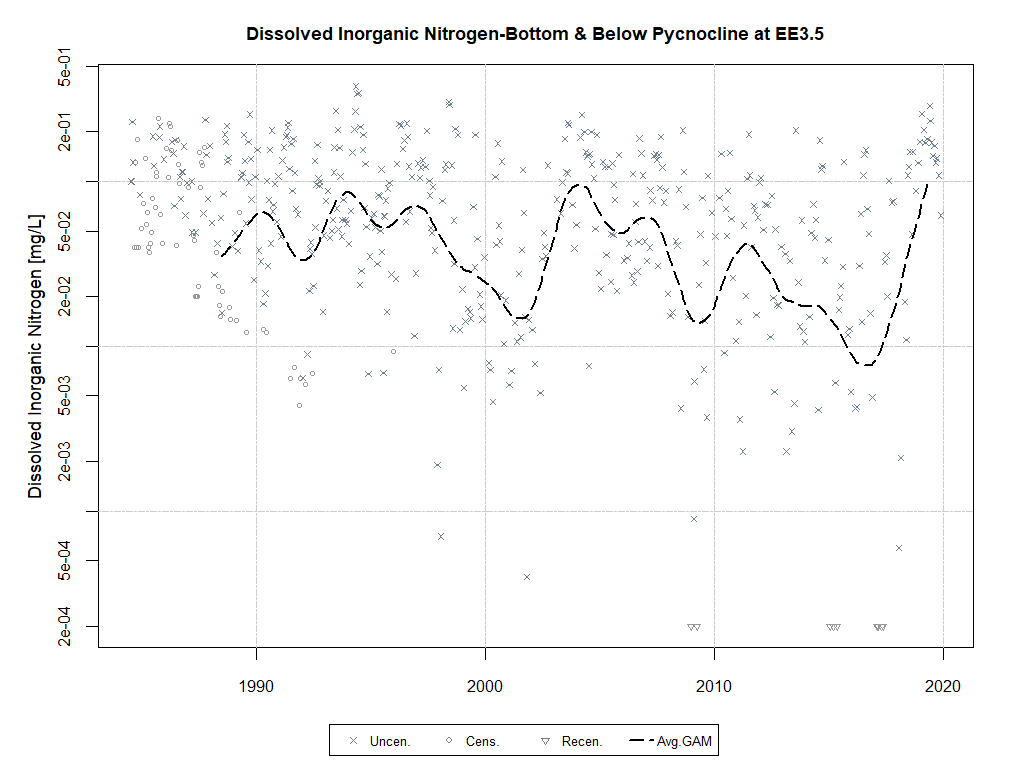 Dissolved Inorganic Nitrogen-Bottom & Below Pycnocline at EE3.5
Dissolved Inorganic Nitrogen [mg/L]
5e-01
2e-01
5e-02
2e-02
5e-03
2e-03
5e-04
2e-04
1990
2000
2010
2020
Uncen.
Cens.
Recen.
Avg.GAM